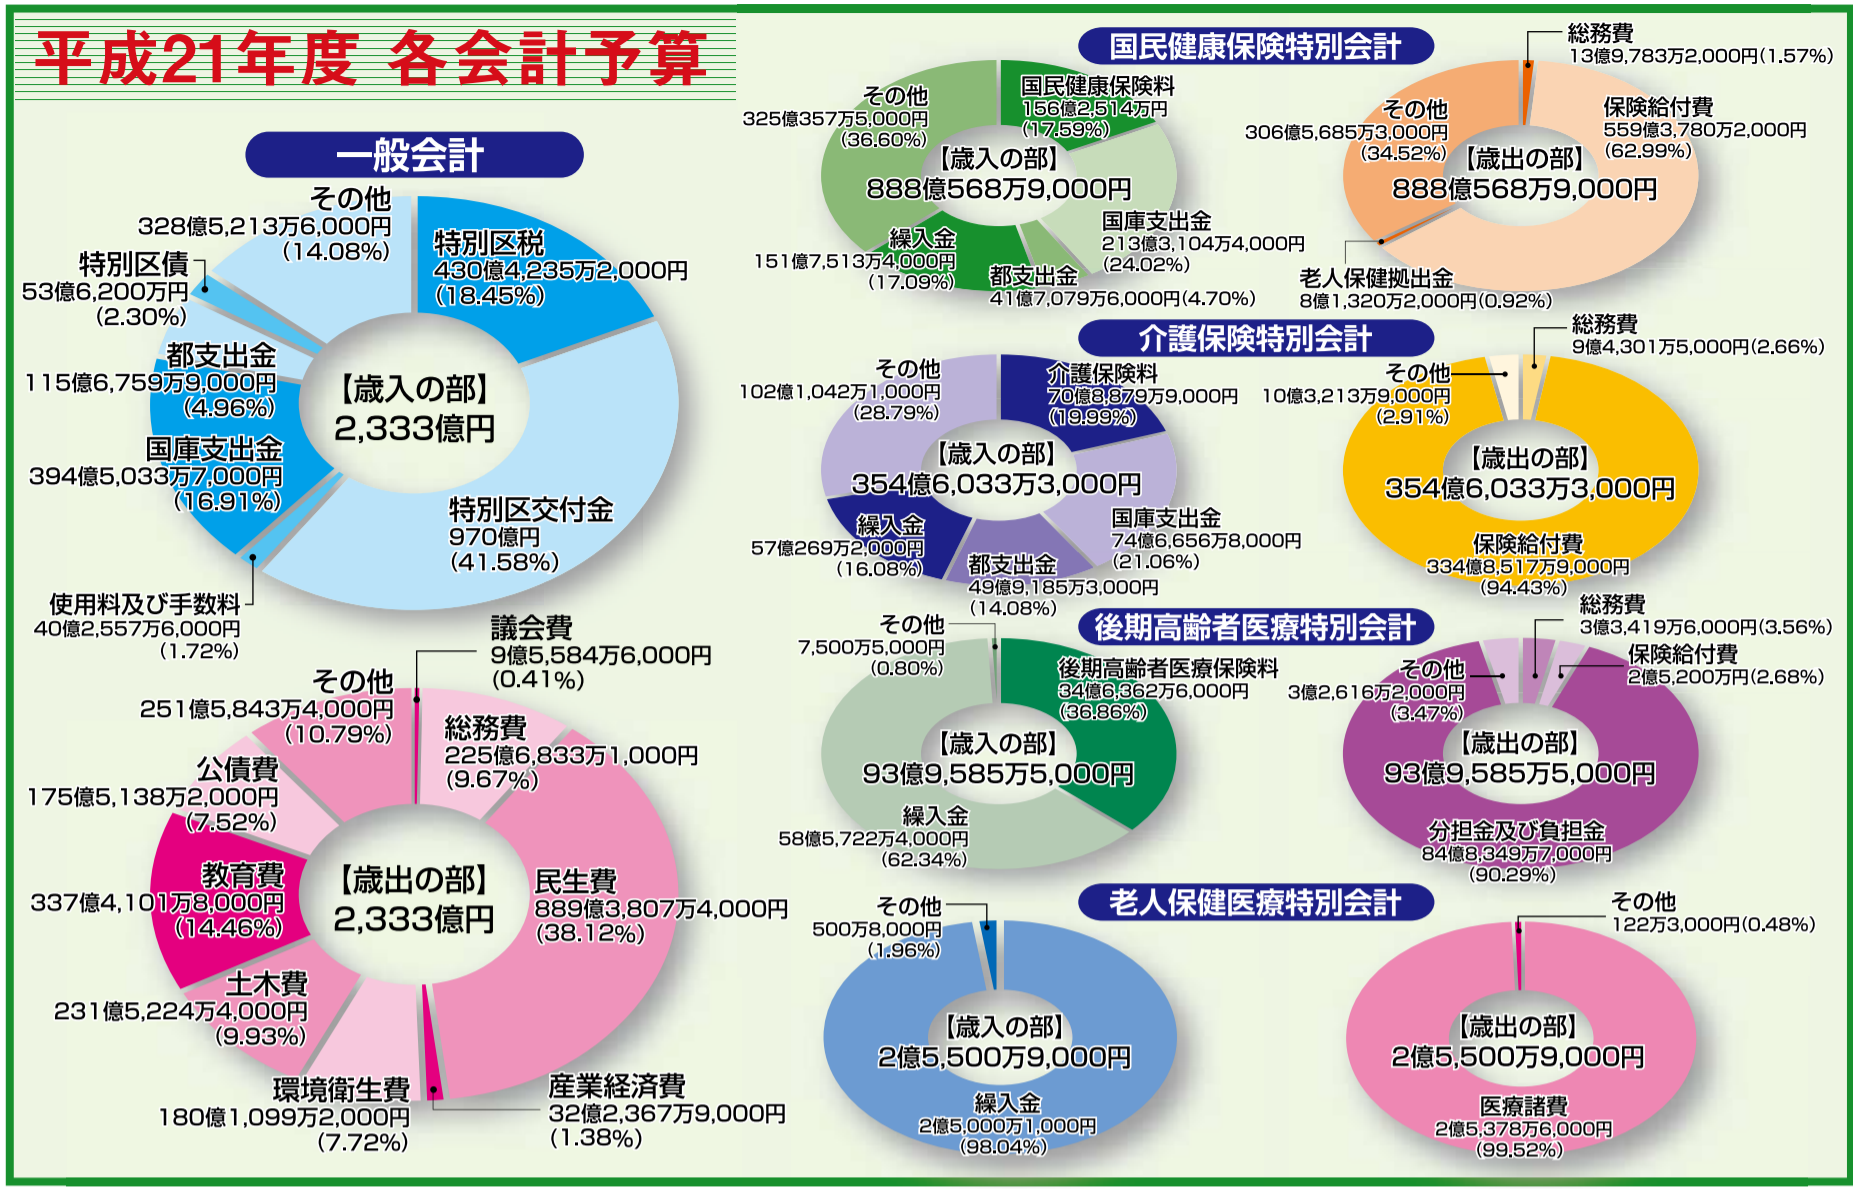 平成21年度 各会計予算
一般会計
その他
328億5,213万6,000円
(14.08%)
特別区税
430億4,235万2,000円
(18.45%)
特別区債
53億6,200万円
(2.30%)
都支出金
115億6,759万9,000円
(4.96%)
【歳入の部】
2,333億円
国庫支出金
394億5,033万7,000円
(16.91%)
特別区交付金
970億円
(41.58%)
使用料及び手数料
40億2,557万6,000円
(1.72%)
議会費
9億5,584万6,000円
(0.41%)
その他
251億5,843万4,000円
(10.79%)
総務費
225億6,833万1,000円
(9.67%)
公債費
175億5,138万2,000円
(7.52%)
教育費
337億4,101万8,000円
(14.46%)
【歳出の部】
2,333億円
民生費
889億3,807万4,000円
(38.12%)
土木費
231億5,224万4,000円
(9.93%)
環境衛生費
180億1,099万2,000円
(7.72%)
産業経済費
32億2,367万9,000円
(1.38%)
国民健康保険特別会計
その他
325億357万5,000円
(36.60%)
国民健康保険料
156億2,514万円
(17.59%)
【歳入の部】
888億568万9,000円
繰入金
151億7,513万4,000円
(17.09%)
都支出金
41億7,079万6,000円(4.70%)
国庫支出金
213億3,104万4,000円
(24.02%)
総務費
13億9,783万2,000円(1.57%)
その他
306億5,685万3,000円
(34.52%)
保険給付費
559億3,780万2,000円
(62.99%)
【歳出の部】
888億568万9,000円
老人保健拠出金
8億1,320万2,000円(0.92%)
介護保険特別会計
その他
102億1,042万1,000円
(28.79%)
介護保険料
70億8,879万9,000円
(19.99%)
【歳入の部】
354億6,033万3,000円
繰入金
57億269万2,000円
(16.08%)
都支出金
49億9,185万3,000円
(14.08%)
国庫支出金
74億6,656万8,000円
(21.06%)
総務費
9億4,301万5,000円(2.66%)
その他
10億3,213万9,000円
(2.91%)
【歳出の部】
354億6,033万3,000円
保険給付費
334億8,517万9,000円
(94.43%)
後期高齢者医療特別会計
その他
7,500万5,000円
(0.80%)
後期高齢者医療保険料
34億6,362万6,000円
(36.86%)
【歳入の部】
93億9,585万5,000円
繰入金
58億5,722万4,000円
(62.34%)
総務費
3億3,419万6,000円(3.56%)
保険給付費
2億5,200万円(2.68%)
その他
3億2,616万2,000円
(3.47%)
【歳出の部】
93億9,585万5,000円
分担金及び負担金
84億8,349万7,000円
(90.29%)
老人保健医療特別会計
その他
500万8,000円
(1.96%)
【歳入の部】
2億5,500万9,000円
繰入金
2億5,000万1,000円
(98.04%)
その他
122万3,000円(0.48%)
【歳出の部】
2億5,500万9,000円
医療諸費
2億5,378万6,000円
(99.52%)